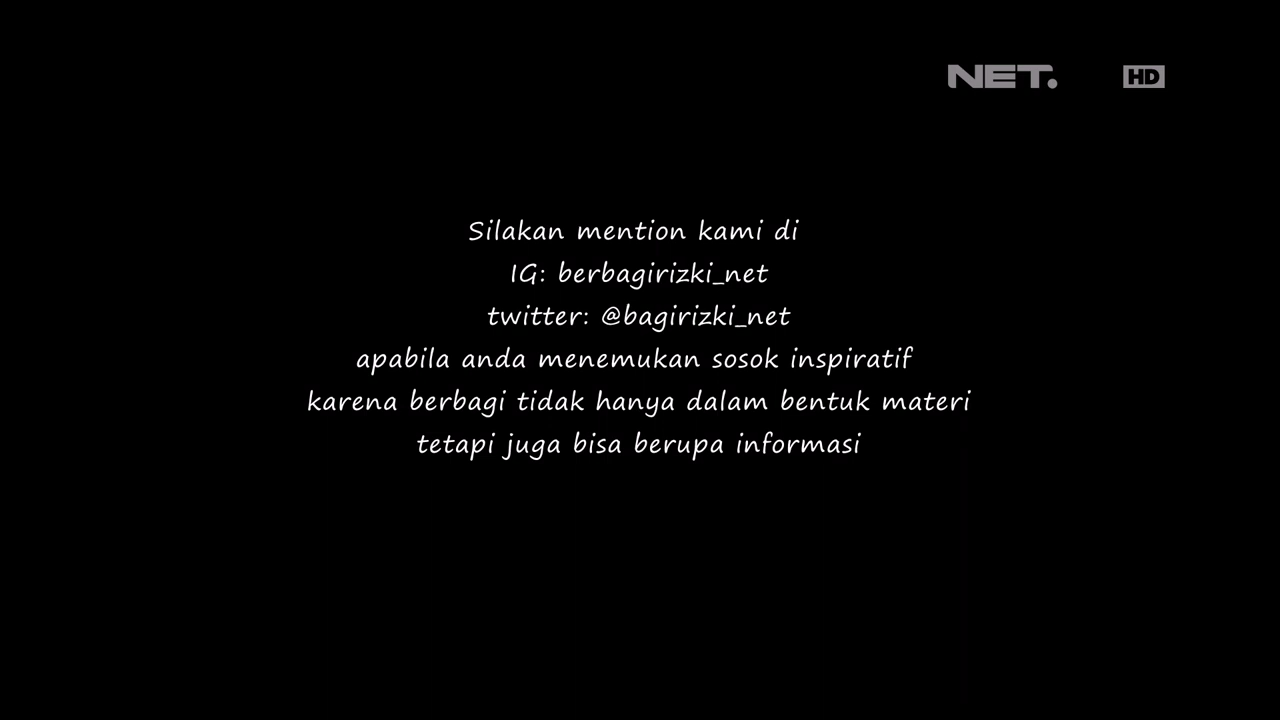 NET. HD
Silakan mention kami di
IG: berbagirizki_net
twitter: @bagirizki_net
apabila anda menemukan sosok inspiratif
karena berbagi tidak hanya dalam bentuk materi
tetapi juga bisa berupa informasi